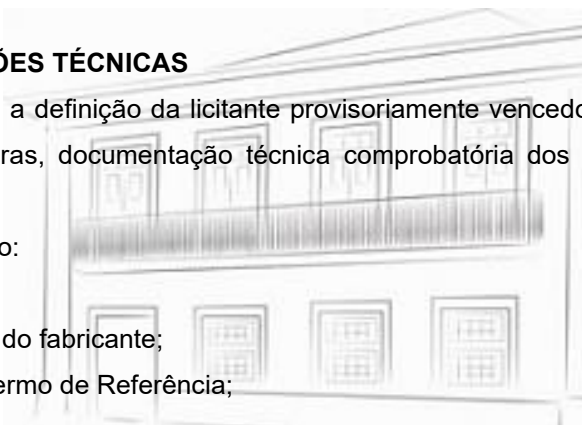 ÕES TÉCNICAS
a definição da licitante provisoriamente vencedo
ras, documentação técnica comprobatória dos
o:
do fabricante;
ermo de Referência;